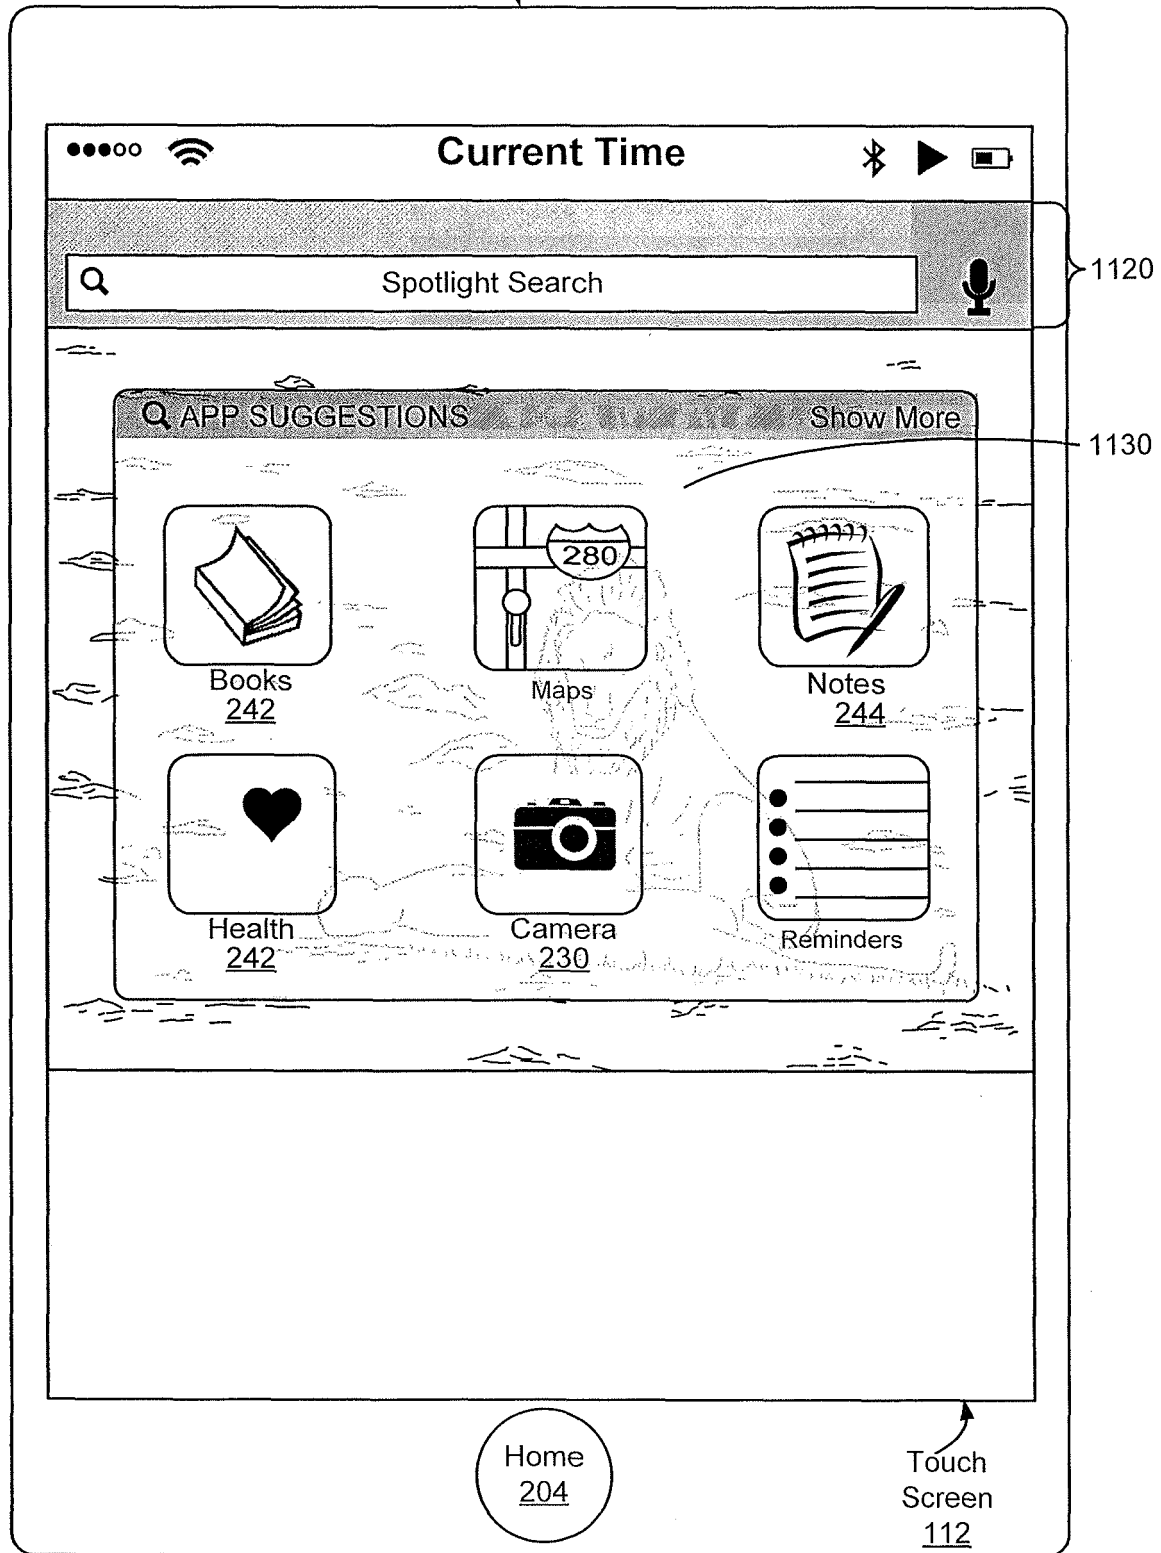 Current Time
Spotlight Search
1120
APP SUGGESTIONS Show More
1130
280
Books
242
Maps
Notes
244
Health
242
Camera
230
Reminders
Home
204
Touch
Screen
112